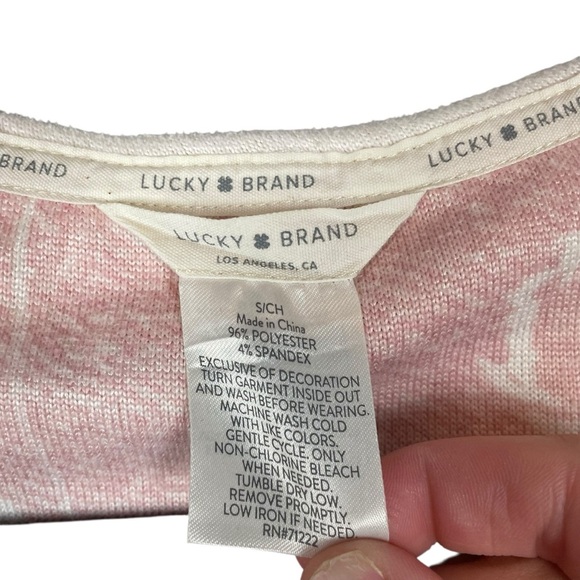 BRAND
LUCKY BRAND
LUCKY BRAND
LUCKY BRAND
LOS ANGELES, CA
S/CH
Made in China
96% POLYESTER
4% SPANDEX
EXCLUSIVE OF DECORATION
TURN GARMENT INSIDE OUT
AND WASH BEFORE WEARING.
MACHINE WASH COLD
WITH LIKE COLORS.
GENTLE CYCLE. ONLY
NON-CHLORINE BLEACH
WHEN NEEDED.
TUMBLE DRY LOW.
REMOVE PROMPTLY.
LOW IRON IF NEEDED.
RN#71222